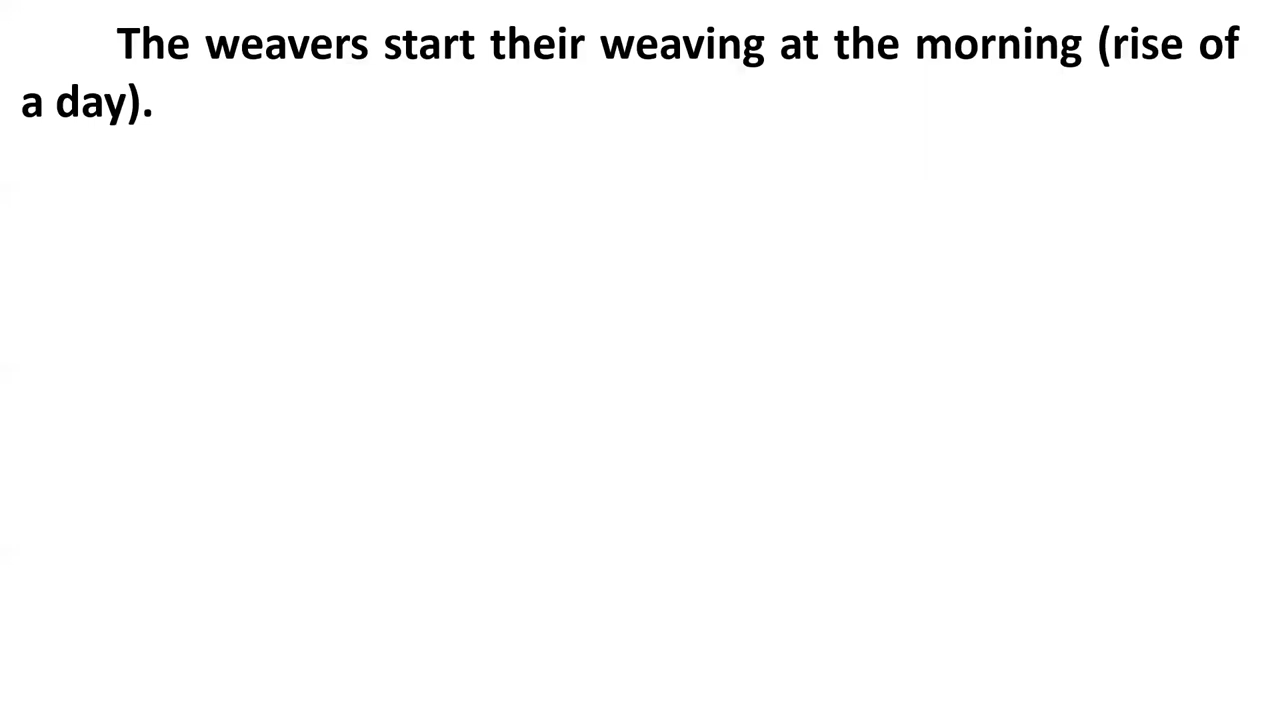 The weavers start their weaving at the morning (rise of
a day).